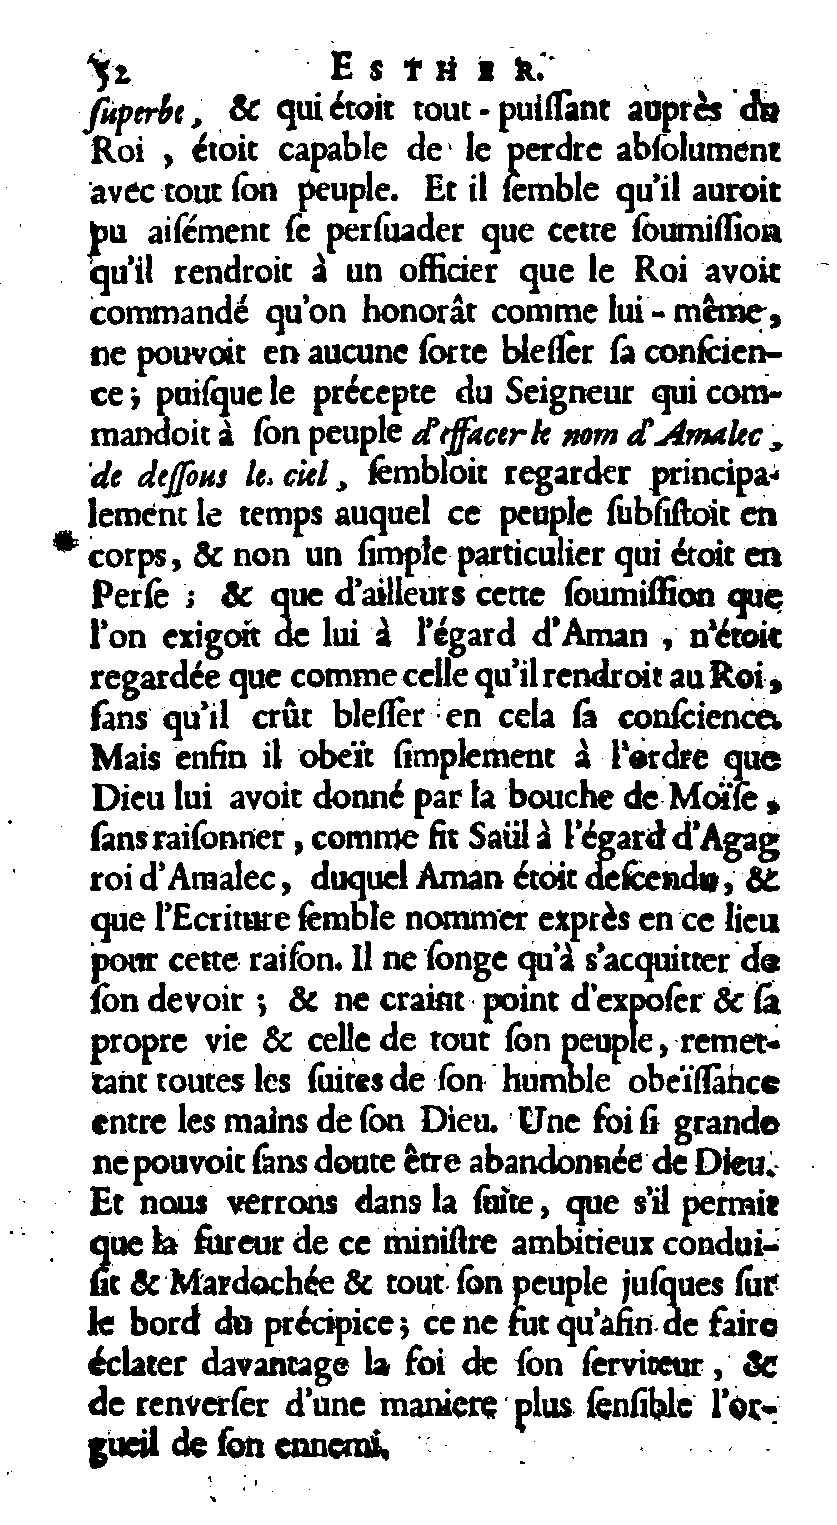 52 ESTHER.
ſuperbe, & qui étoit tout-puiſſant auprès du
Roi, étoit capable de le perdre abſolument
avec tout ſon peuple. Et il ſemble qu'il auroit
pu aiſément ſe perſuader que cette ſoumiſſion
qu'il rendroit à un officier que le Roi avoit
commandé qu'on honorât comme lui-même,
ne pouvoit en aucune ſorte bleſſer ſa conſcien-
ce; puiſque le précepte du Seigneur qui com-
mandoit à ſon peuple d'effacer le nom d'Amalec,
de deſſous le ciel, ſembloit regarder principa-
lement le temps auquel ce peuple ſubſiſtoit en
corps, & non un ſimple particulier qui étoit en
Perſe; & que d'ailleurs cette ſoumiſſion que
l'on exigoit de lui à l'égard d'Aman, n'étoit
regardée que comme celle qu'il rendroit au Roi,
ſans qu'il crût bleſſer en cela ſa conſcience.
Mais enfin il obeït ſimplement à l'ordre que
Dieu lui avoit donné par la bouche de Moïſe,
ſans raiſonner, comme fit Saül à l'égard d'Agag
roi d'Amalec, duquel Aman étoit deſcendu, &
que l'Ecriture ſemble nommer exprès en ce lieu
pour cette raiſon. Il ne ſonge qu'à s'acquitter de
ſon devoir; & ne craint point d'expoſer & ſa
propre vie & celle de tout ſon peuple, remet-
tant toutes les ſuites de ſon humble obeïſſance
entre les mains de ſon Dieu. Une foi ſi grande
ne pouvoit ſans doute être abandonnée de Dieu.
Et nous verrons dans la ſuite, que s'il permit
que la fureur de ce miniſtre ambitieux condui-
ſit & Mardochée & tout ſon peuple juſques ſur
le bord du précipice; ce ne fut qu'afin de faire
éclater davantage la foi de ſon ſerviteur, &
de renverſer d'une maniere plus ſenſible l'or-
gueil de ſon ennemi.